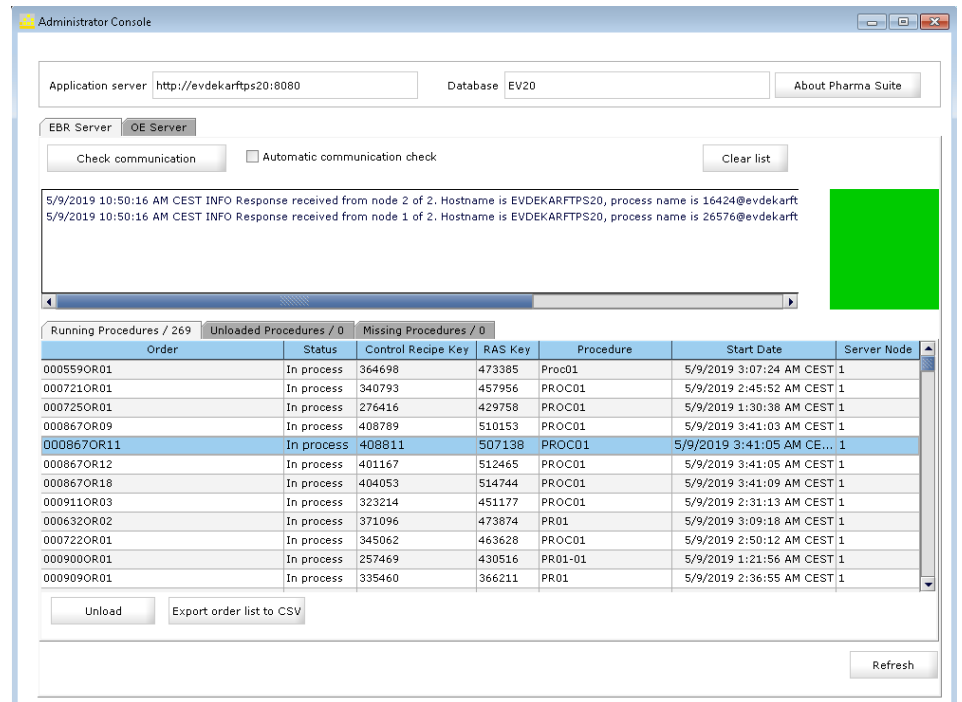 Administrator Console
Application server http://evdekarftps20:8080 Database EV20 About Pharma Suite
EBR Server OE Server
Check communication Automatic communication check Clear list
5/9/2019 10:50:16 AM CEST INFO Response received from node 2 of 2. Hostname is EVDEKARFTPS20, process name is 16424@evdekarft
5/9/2019 10:50:16 AM CEST INFO Response received from node 1 of 2. Hostname is EVDEKARFTPS20, process name is 26576@evdekarft
Running Procedures / 269 Unloaded Procedures / 0 Missing Procedures / 0
Order Status Control Recipe Key RAS Key Procedure Start Date Server Node
000559OR01 In process 364698 473385 Proc01 5/9/2019 3:07:24 AM CEST 1
000721OR01 In process 340793 457956 PROC01 5/9/2019 2:45:52 AM CEST 1
000725OR01 In process 276416 429758 PROC01 5/9/2019 1:30:38 AM CEST 1
000867OR09 In process 408789 510153 PROC01 5/9/2019 3:41:03 AM CEST 1
000867OR11 In process 408811 507138 PROC01 5/9/2019 3:41:05 AM CE... 1
000867OR12 In process 401167 512465 PROC01 5/9/2019 3:41:05 AM CEST 1
000867OR18 In process 404053 514744 PROC01 5/9/2019 3:41:09 AM CEST 1
000911OR03 In process 323214 451177 PROC01 5/9/2019 2:31:13 AM CEST 1
000632OR02 In process 371096 473874 PR01 5/9/2019 3:09:18 AM CEST 1
000722OR01 In process 345062 463628 PROC01 5/9/2019 2:50:12 AM CEST 1
000900OR01 In process 257469 430516 PR01-01 5/9/2019 1:21:56 AM CEST 1
000909OR01 In process 335460 366211 PR01 5/9/2019 2:36:55 AM CEST 1
Unload Export order list to CSV
Refresh